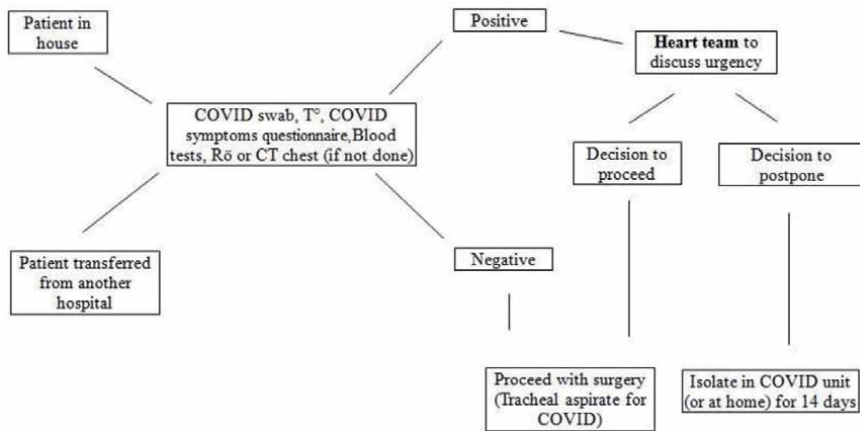 Patient in
house
Positive
Heart team to
discuss urgency
COVID swab, T°, COVID
symptoms questionnaire,Blood
tests, Rö or CT chest (if not done)
Decision to
proceed
Decision to
postpone
Patient transferred
from another
hospital
Negative
Proceed with surgery
(Tracheal aspirate for
COVID)
Isolate in COVID unit
(or at home) for 14 days